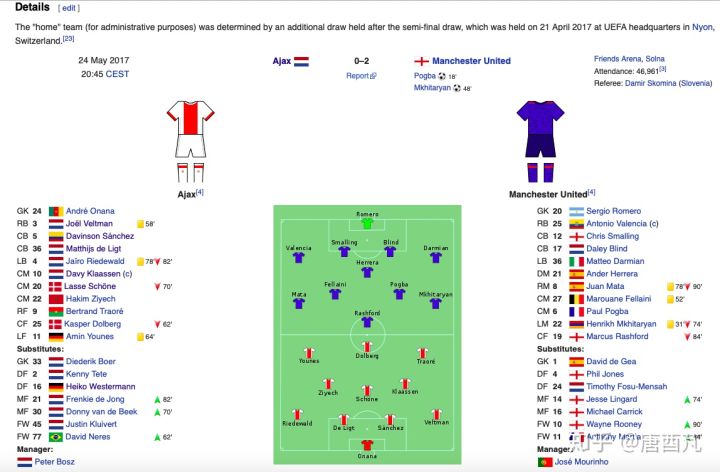 Details [ edit ]
The "home" team (for administrative purposes) was determined by an additional draw held after the semi-final draw, which was held on 21 April 2017 at UEFA headquarters in Nyon,
Switzerland.[23]
24 May 2017
20:45 CEST
Ajax 0–2 Manchester United
Report
Pogba 18'
Mkhitaryan 48'
Friends Arena, Solna
Attendance: 46,961[3]
Referee: Damir Skomina (Slovenia)
Ajax[4]
GK 24 André Onana
RB 3 Joël Veltman 58'
CB 5 Davinson Sánchez
CB 36 Matthijs de Ligt
LB 4 Jaïro Riedewald 78' 82'
CM 10 Davy Klaassen (c)
CM 20 Lasse Schöne 70'
CM 22 Hakim Ziyech
RF 9 Bertrand Traoré
CF 25 Kasper Dolberg 62'
LF 11 Amin Younes 64'
Substitutes:
GK 33 Diederik Boer
DF 2 Kenny Tete
DF 16 Heiko Westermann
MF 21 Frenkie de Jong 82'
MF 30 Donny van de Beek 70'
FW 45 Justin Kluivert
FW 77 David Neres 62'
Manager:
Peter Bosz
Romero
Smalling Blind
Valencia Darmian
Herrera
Fellaini Pogba
Mata Mkhitaryan
Rashford
Dolberg
Younes Traoré
Ziyech Klaassen
Schöne
Riedewald Veltman
De Ligt Sánchez
Onana
Manchester United[4]
GK 20 Sergio Romero
RB 25 Antonio Valencia (c)
CB 12 Chris Smalling
CB 17 Daley Blind
LB 36 Matteo Darmian
DM 21 Ander Herrera
RM 8 Juan Mata 78' 90'
CM 27 Marouane Fellaini 52'
CM 6 Paul Pogba
LM 22 Henrikh Mkhitaryan 31' 74'
CF 19 Marcus Rashford 84'
Substitutes:
GK 1 David de Gea
DF 4 Phil Jones
DF 24 Timothy Fosu-Mensah
MF 14 Jesse Lingard 74'
MF 16 Michael Carrick
FW 10 Wayne Rooney 90'
FW 11 Anthony Martial 84'
Manager:
José Mourinho
知乎 @唐酉凡